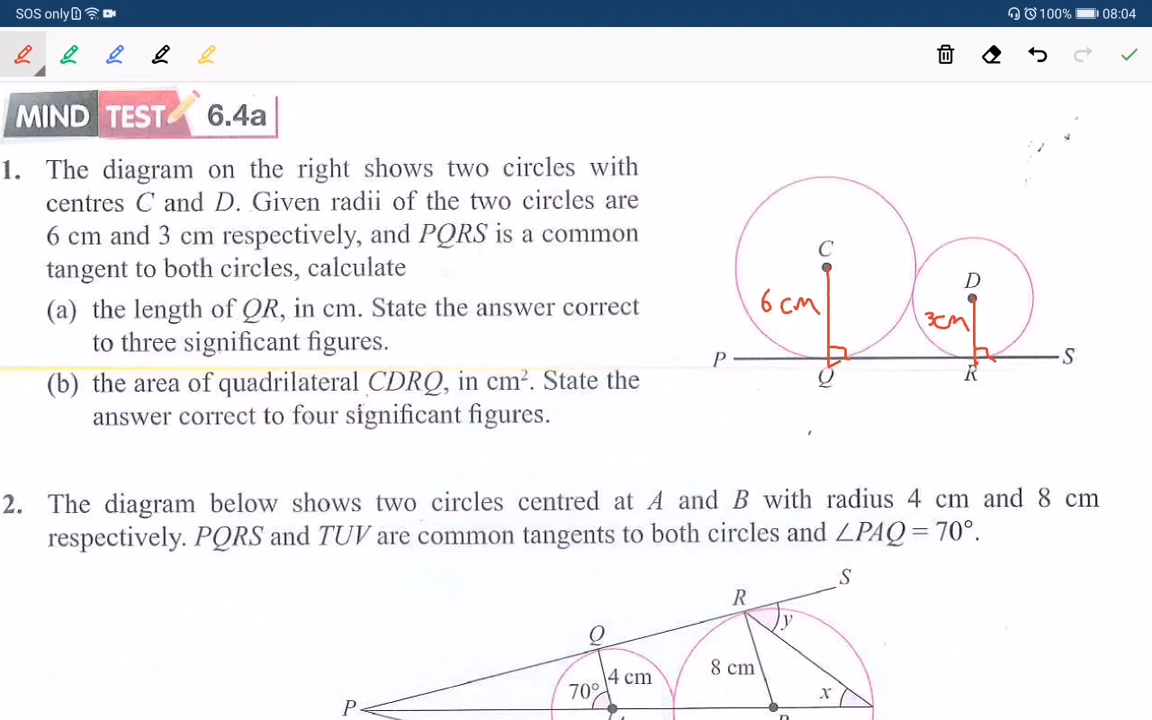 SOS only 100% 08:04
MIND TEST 6.4a
1. The diagram on the right shows two circles with
centres C and D. Given radii of the two circles are
6 cm and 3 cm respectively, and PQRS is a common
tangent to both circles, calculate
(a) the length of QR, in cm. State the answer correct
to three significant figures.
(b) the area of quadrilateral CDRQ, in cm². State the
answer correct to four significant figures.
C
D
6 cm
3cm
P
S
Q
R
2. The diagram below shows two circles centred at A and B with radius 4 cm and 8 cm
respectively. PQRS and TUV are common tangents to both circles and ∠PAQ = 70°.
S
R
y
Q
8 cm
4 cm
70°
x
P